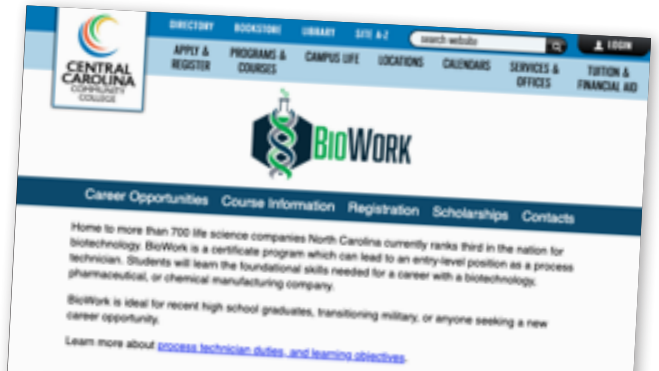 DIRECTORY BOOKSTORE LIBRARY SITE A-Z search website LOGIN
CENTRAL
CAROLINA
COMMUNITY
COLLEGE
APPLY &
REGISTER
PROGRAMS &
COURSES
CAMPUS LIFE
LOCATIONS
CALENDARS
SERVICES &
OFFICES
TUITION &
FINANCIAL AID
BIOWORK
Career Opportunities Course Information Registration Scholarships Contacts
Home to more than 700 life science companies North Carolina currently ranks third in the nation for
biotechnology. BioWork is a certificate program which can lead to an entry-level position as a process
technician. Students will learn the foundational skills needed for a career with a biotechnology,
pharmaceutical, or chemical manufacturing company.
BioWork is ideal for recent high school graduates, transitioning military, or anyone seeking a new
career opportunity.
Learn more about process technician duties, and learning objectives.